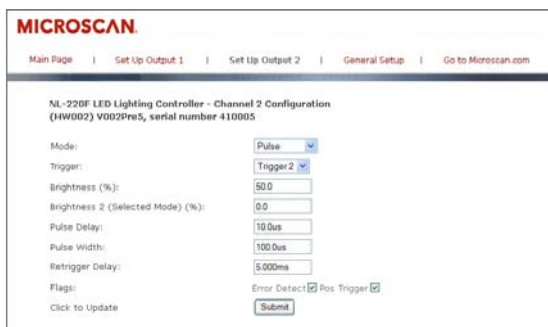 MICROSCAN.
Main Page | Set Up Output 1 | Set Up Output 2 | General Setup | Go to Microscan.com
NL-220F LED Lighting Controller - Channel 2 Configuration
(HW002) V002Pre5, serial number 410005
Mode: Pulse
Trigger: Trigger 2
Brightness (%): 50.0
Brightness 2 (Selected Mode) (%): 0.0
Pulse Delay: 10.0us
Pulse Width: 100.0us
Retrigger Delay: 5.000ms
Flags: Error Detect Pos Trigger
Click to Update Submit